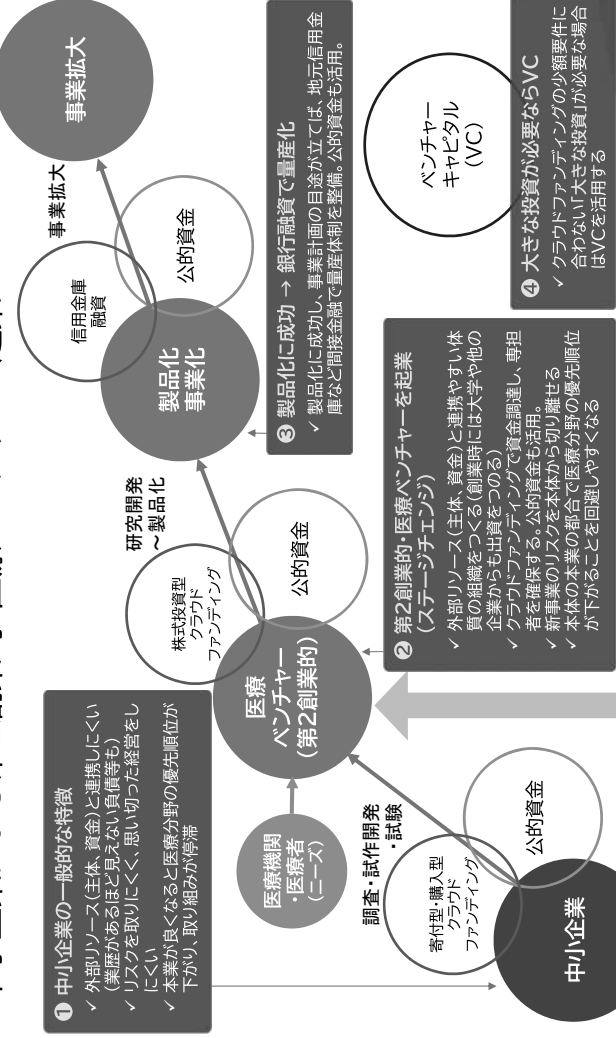 ❶ 中小企業の一般的な特徴
✓ 外部リソース(主体、資金)と連携しにくい
(業歴があるほど見えない負債等も)
✓ リスクを取りにくく、思い切った経営をし
にくい
✓ 本業が良くなると医療分野の優先順位が
下がり、取り組みが停滞
中小企業
寄付型・購入型
クラウド
ファンディング
公的資金
調査・試作開発
・試験
医療機関
・医療者
(ニーズ)
医療
ベンチャー
(第2創業的)
❷ 第2創業的・医療ベンチャーを起業
(ステージチェンジ)
✓ 外部リソース(主体、資金)と連携やすい体
質の組織をつくる(創業時には大学や他の
企業からも出資をつのる)
✓ クラウドファンディングで資金調達し、専担
者を確保する。公的資金も活用。
✓ 新事業のリスクを本体から切り離せる
✓ 本体の本業の都合で医療分野の優先順位
が下がることを回避しやすくなる
株式投資型
クラウド
ファンディング
公的資金
研究開発
~製品化
製品化
事業化
❸ 製品化に成功 → 銀行融資で量産化
✓ 製品化に成功し、事業計画の目途が立てば、地元信用金
庫など間接金融で量産体制を整備。公的資金も活用。
信用金庫
融資
公的資金
事業拡大
事業拡大
ベンチャー
キャピタル
(VC)
❹ 大きな投資が必要ならVC
✓ クラウドファンディングの少額要件に
合わない「大きな投資」が必要な場合
はVCを活用する